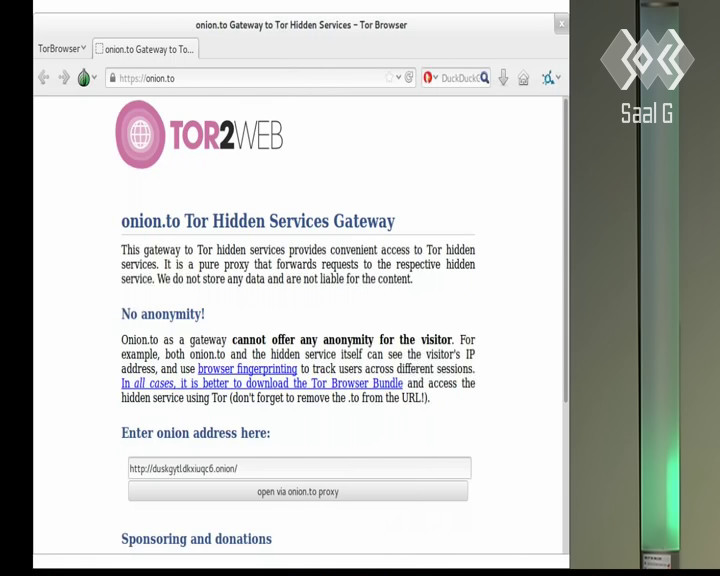 onion.to Gateway to Tor Hidden Services – Tor Browser
x
TorBrowser
onion.to Gateway to To...
https://onion.to
DuckDuckG
TOR2WEB
onion.to Tor Hidden Services Gateway
This gateway to Tor hidden services provides convenient access to Tor hidden
services. It is a pure proxy that forwards requests to the respective hidden
service. We do not store any data and are not liable for the content.
No anonymity!
Onion.to as a gateway cannot offer any anonymity for the visitor. For
example, both onion.to and the hidden service itself can see the visitor's IP
address, and use browser fingerprinting to track users across different sessions.
In all cases, it is better to download the Tor Browser Bundle and access the
hidden service using Tor (don't forget to remove the .to from the URL!).
Enter onion address here:
http://duskgytldkxiuqc6.onion/
open via onion.to proxy
Sponsoring and donations
Saal G